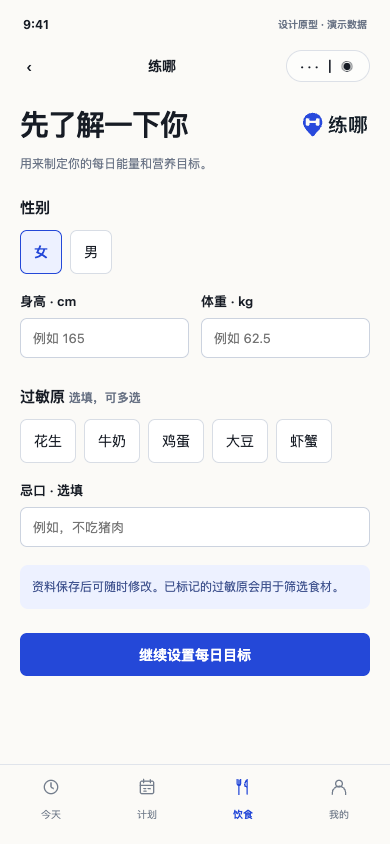 9:41
设计原型 · 演示数据
练哪
先了解一下你
练哪
用来制定你的每日能量和营养目标。
性别
女
男
身高 · cm
体重 · kg
例如 165
例如 62.5
过敏原 选填，可多选
花生
牛奶
鸡蛋
大豆
虾蟹
忌口 · 选填
例如，不吃猪肉
资料保存后可随时修改。已标记的过敏原会用于筛选食材。
继续设置每日目标
今天
计划
饮食
我的